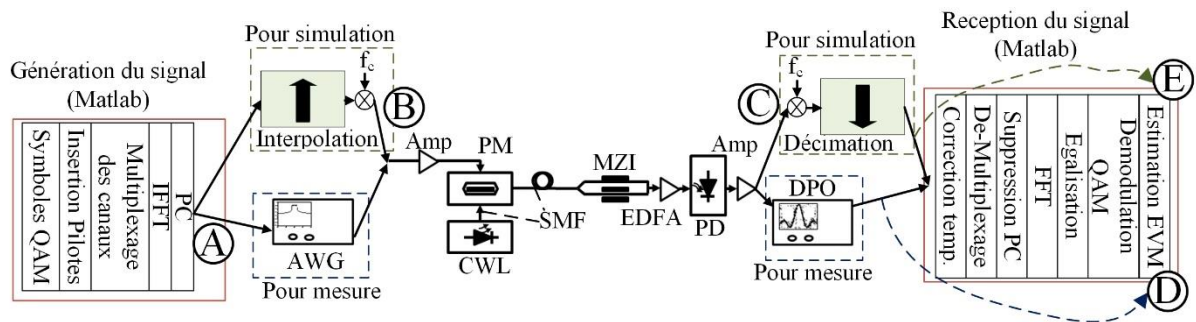 Génération du signal
(Matlab)
Symboles QAM
Insertion Pilotes
Multiplexage
des canaux
IFFT
PC
A
Pour simulation
f_c
Interpolation
B
AWG
Pour mesure
Amp
PM
CWL
SMF
MZI
EDFA
PD
Amp
Pour simulation
f_c
C
Décimation
DPO
Pour mesure
Reception du signal
(Matlab)
E
Correction temp.
De-Multiplexage
Suppression PC
FFT
Egalisation
QAM
Demodulation
Estimation EVM
D